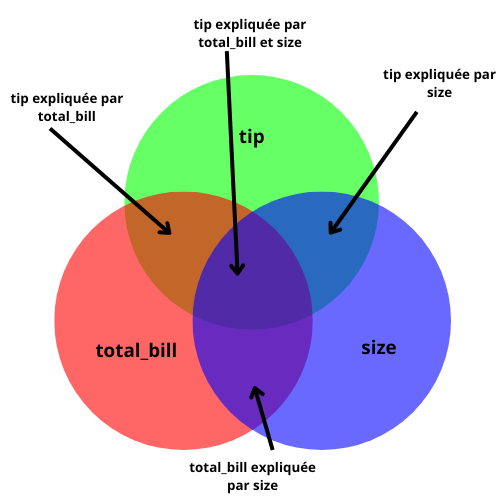 tip expliquée par
total_bill et size
tip expliquée par
size
tip expliquée par
total_bill
tip
total_bill
size
total_bill expliquée
par size